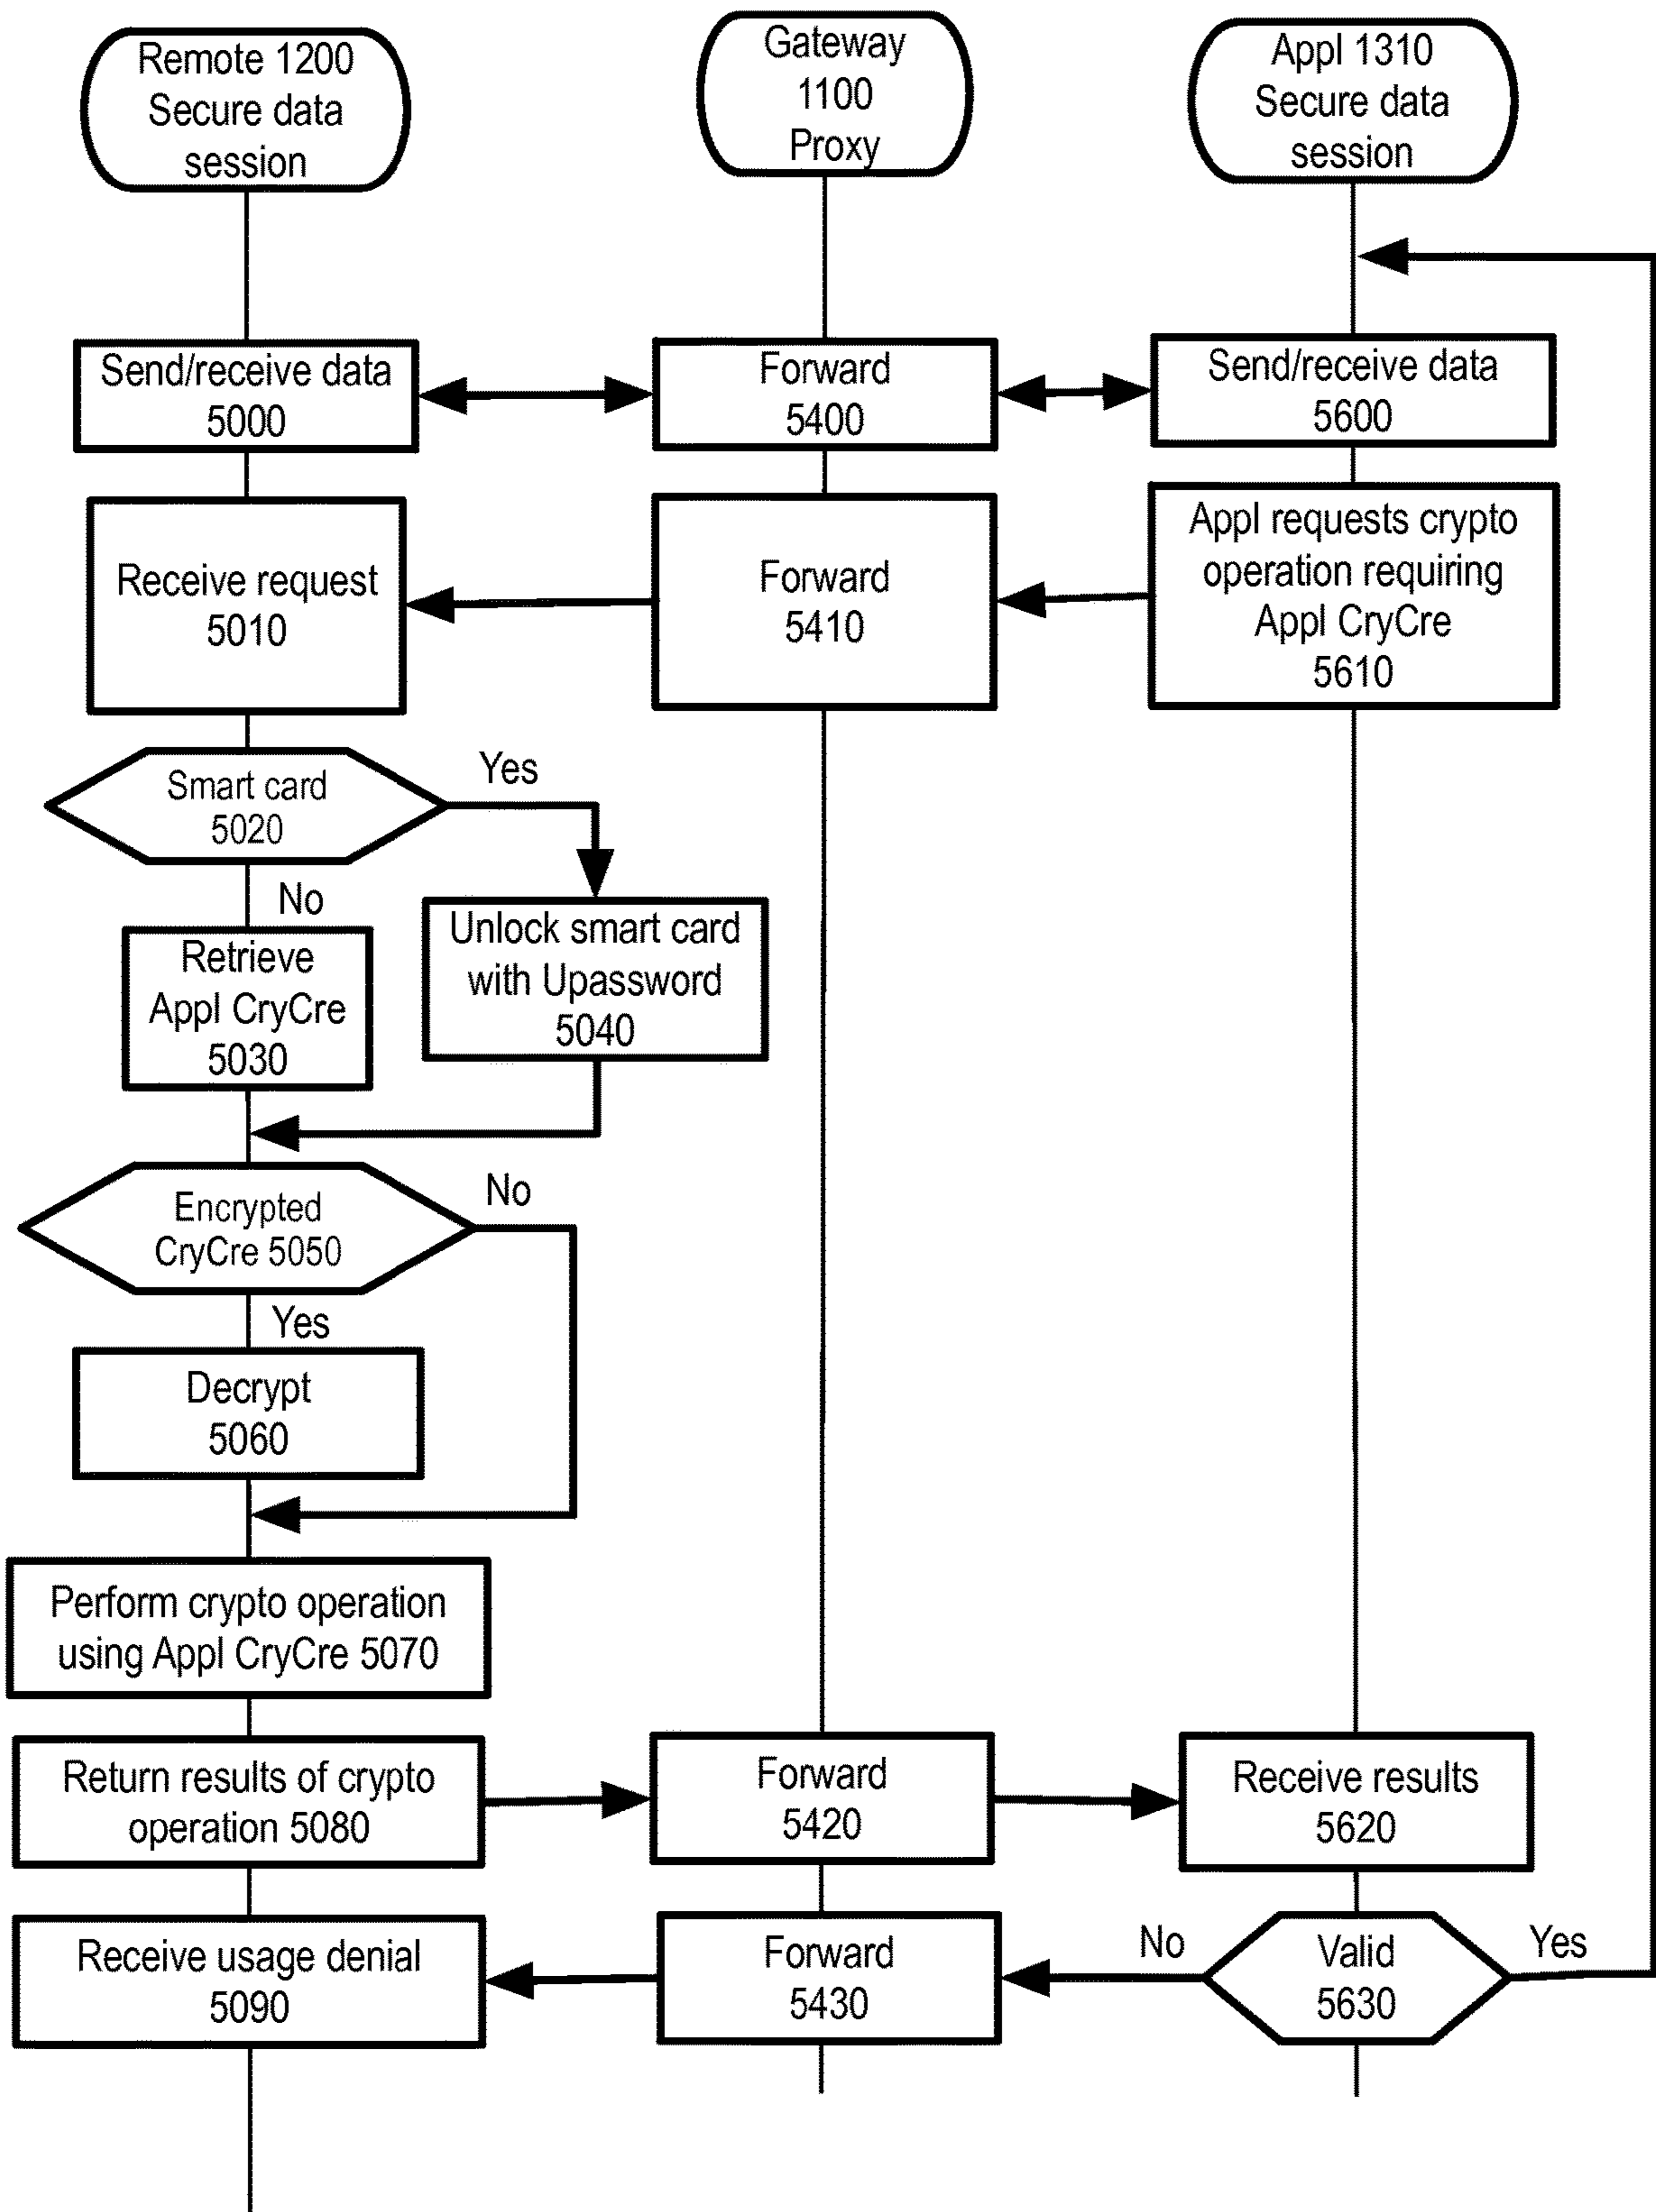 Remote 1200
Secure data
session
Gateway
1100
Proxy
Appl 1310
Secure data
session
Send/receive data
5000
Forward
5400
Send/receive data
5600
Receive request
5010
Forward
5410
Appl requests crypto
operation requiring
Appl CryCre
5610
Smart card
5020
Yes
No
Retrieve
Appl CryCre
5030
Unlock smart card
with Upassword
5040
Encrypted
CryCre 5050
No
Yes
Decrypt
5060
Perform crypto operation
using Appl CryCre 5070
Return results of crypto
operation 5080
Forward
5420
Receive results
5620
Receive usage denial
5090
Forward
5430
No
Valid
5630
Yes